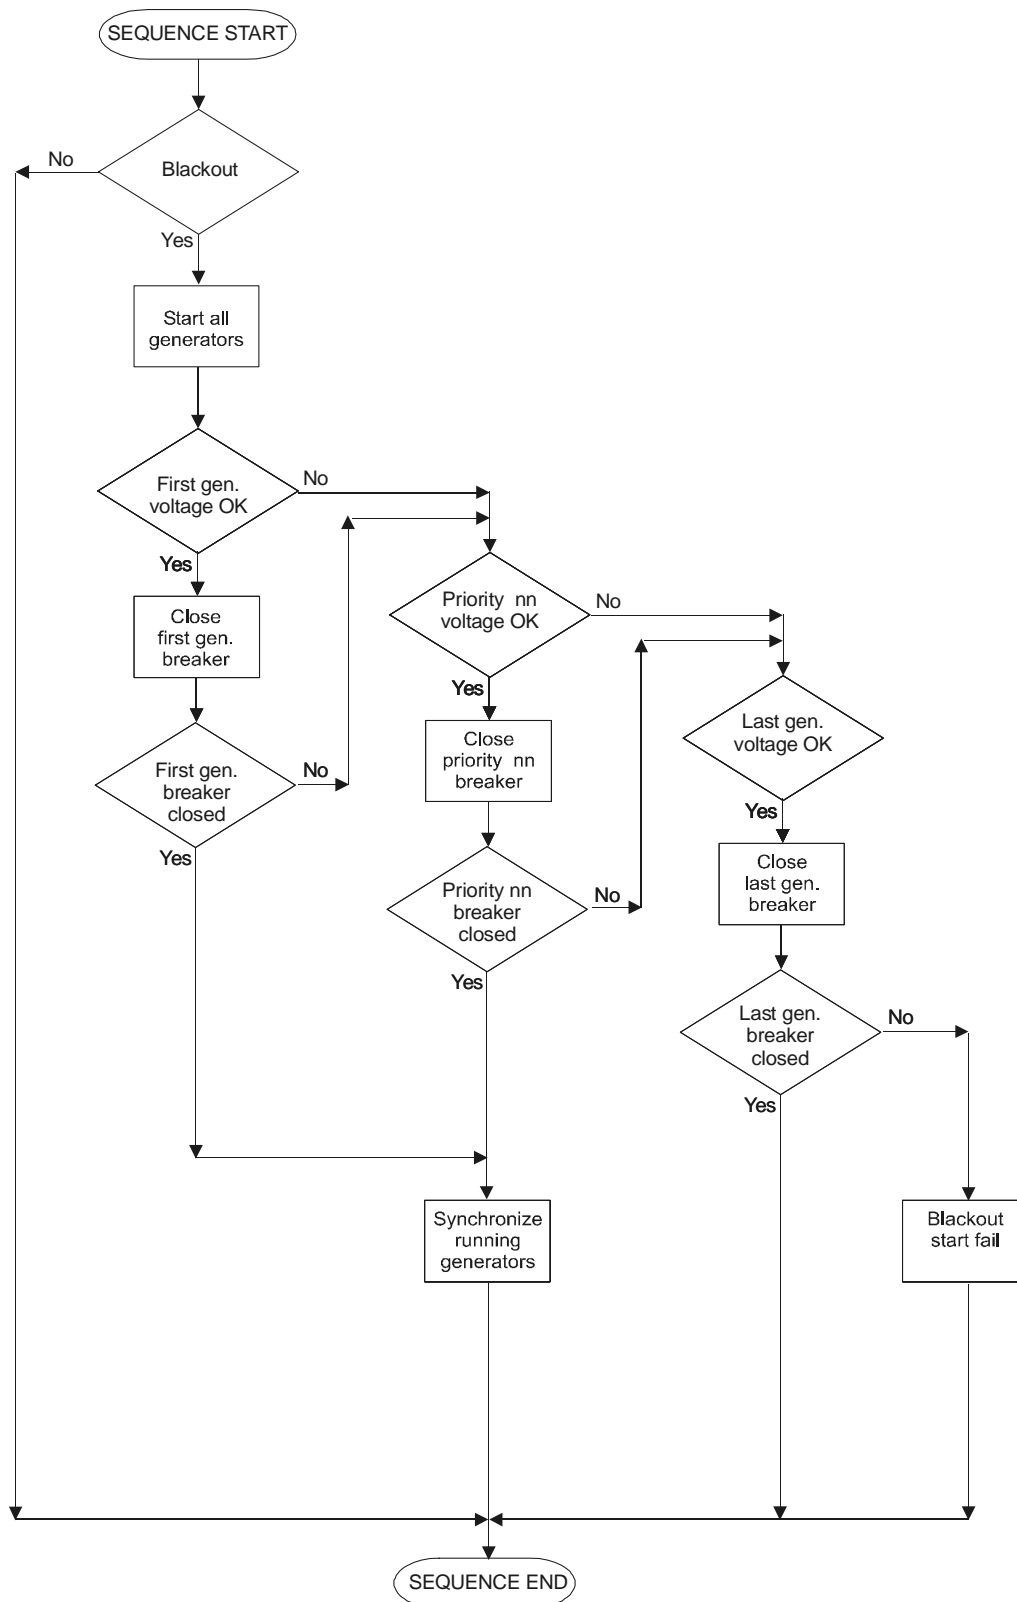 SEQUENCE START
No
Blackout
Yes
Start all
generators
First gen.
voltage OK
No
Yes
Close
first gen.
breaker
Priority nn
voltage OK
No
Yes
First gen.
breaker
closed
No
Yes
Close
priority nn
breaker
Last gen.
voltage OK
Yes
Priority nn
breaker
closed
No
Yes
Close
last gen.
breaker
Last gen.
breaker
closed
No
Yes
Synchronize
running
generators
Blackout
start fail
SEQUENCE END